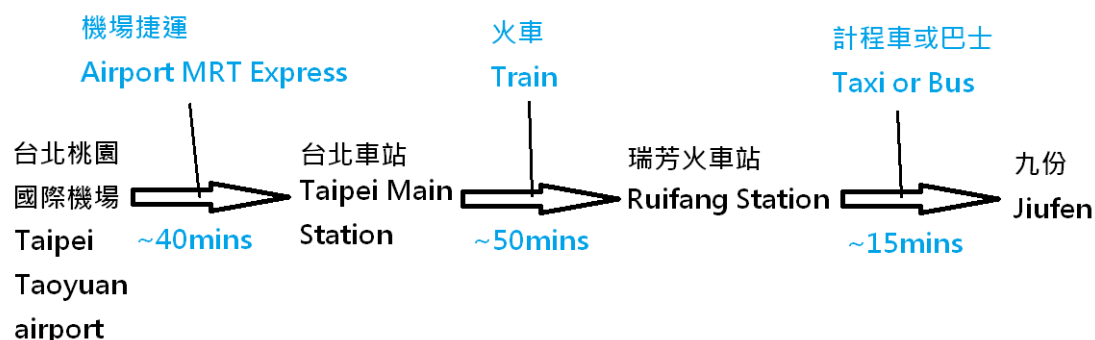 機場捷運
Airport MRT Express
火車
Train
計程車或巴士
Taxi or Bus
台北桃園
國際機場
Taipei
Taoyuan
airport
~40mins
台北車站
Taipei Main
Station
~50mins
瑞芳火車站
Ruifang Station
~15mins
九份
Jiufen